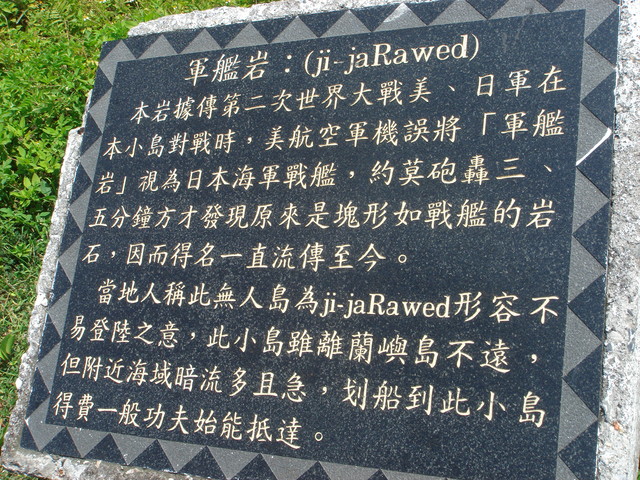 軍艦岩：(ji-jaRawed)
本岩據傳第二次世界大戰美、日軍在
本小島對戰時，美航空軍機誤將「軍艦
岩」視為日本海軍戰艦，約莫砲轟三、
五分鐘方才發現原來是塊形如戰艦的岩
石，因而得名一直流傳至今。
當地人稱此無人島為ji-jaRawed形容不
易登陸之意，此小島雖離蘭嶼島不遠，
但附近海域暗流多且急，划船到此小島
得費一般功夫始能抵達。